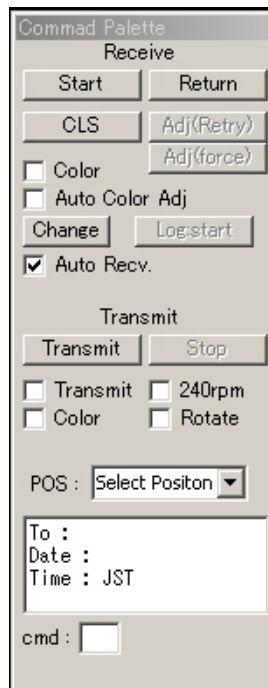 Commad Palette
Receive
Start Return
CLS Adj(Retry)
Adj(force)
Color
Auto Color Adj
Change Log:start
Auto Recv.
Transmit
Transmit Stop
Transmit 240rpm
Color Rotate
POS : Select Positon
To :
Date :
Time : JST
cmd :